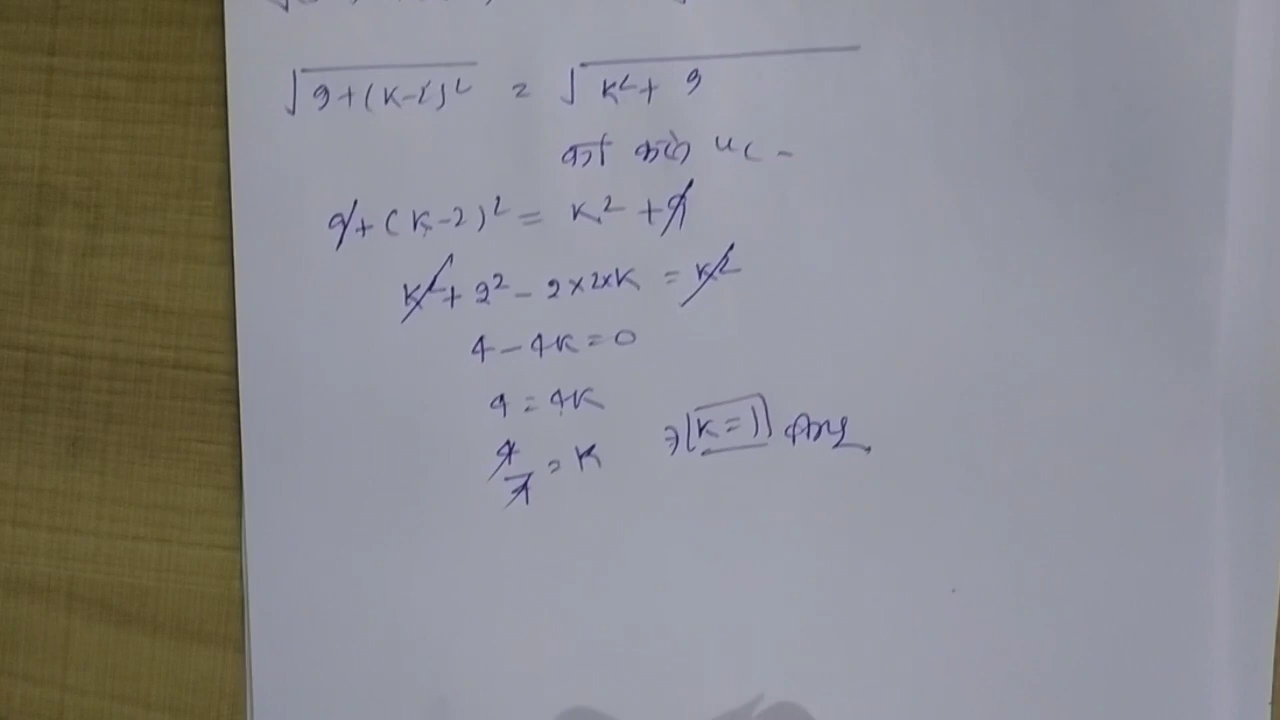 √9+(K-2)² = √K²+ 9
वर्ग करने पर -
9+(K-2)² = K² +9
K²+2²-2×2×K = K²
4-4K=0
4=4K
4/4 = K ⇒ K=1 Ans